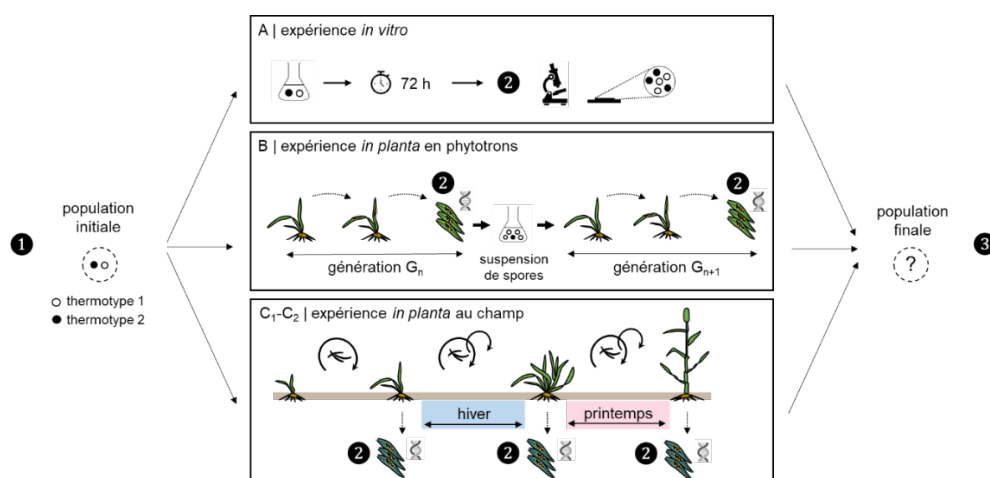 A | expérience in vitro
72 h
2
B | expérience in planta en phytotrons
2
2
population
initiale
1
thermotype 1
thermotype 2
suspension
de spores
génération Gn
génération Gn+1
population
finale
?
3
C1-C2 | expérience in planta au champ
hiver
printemps
2
2
2